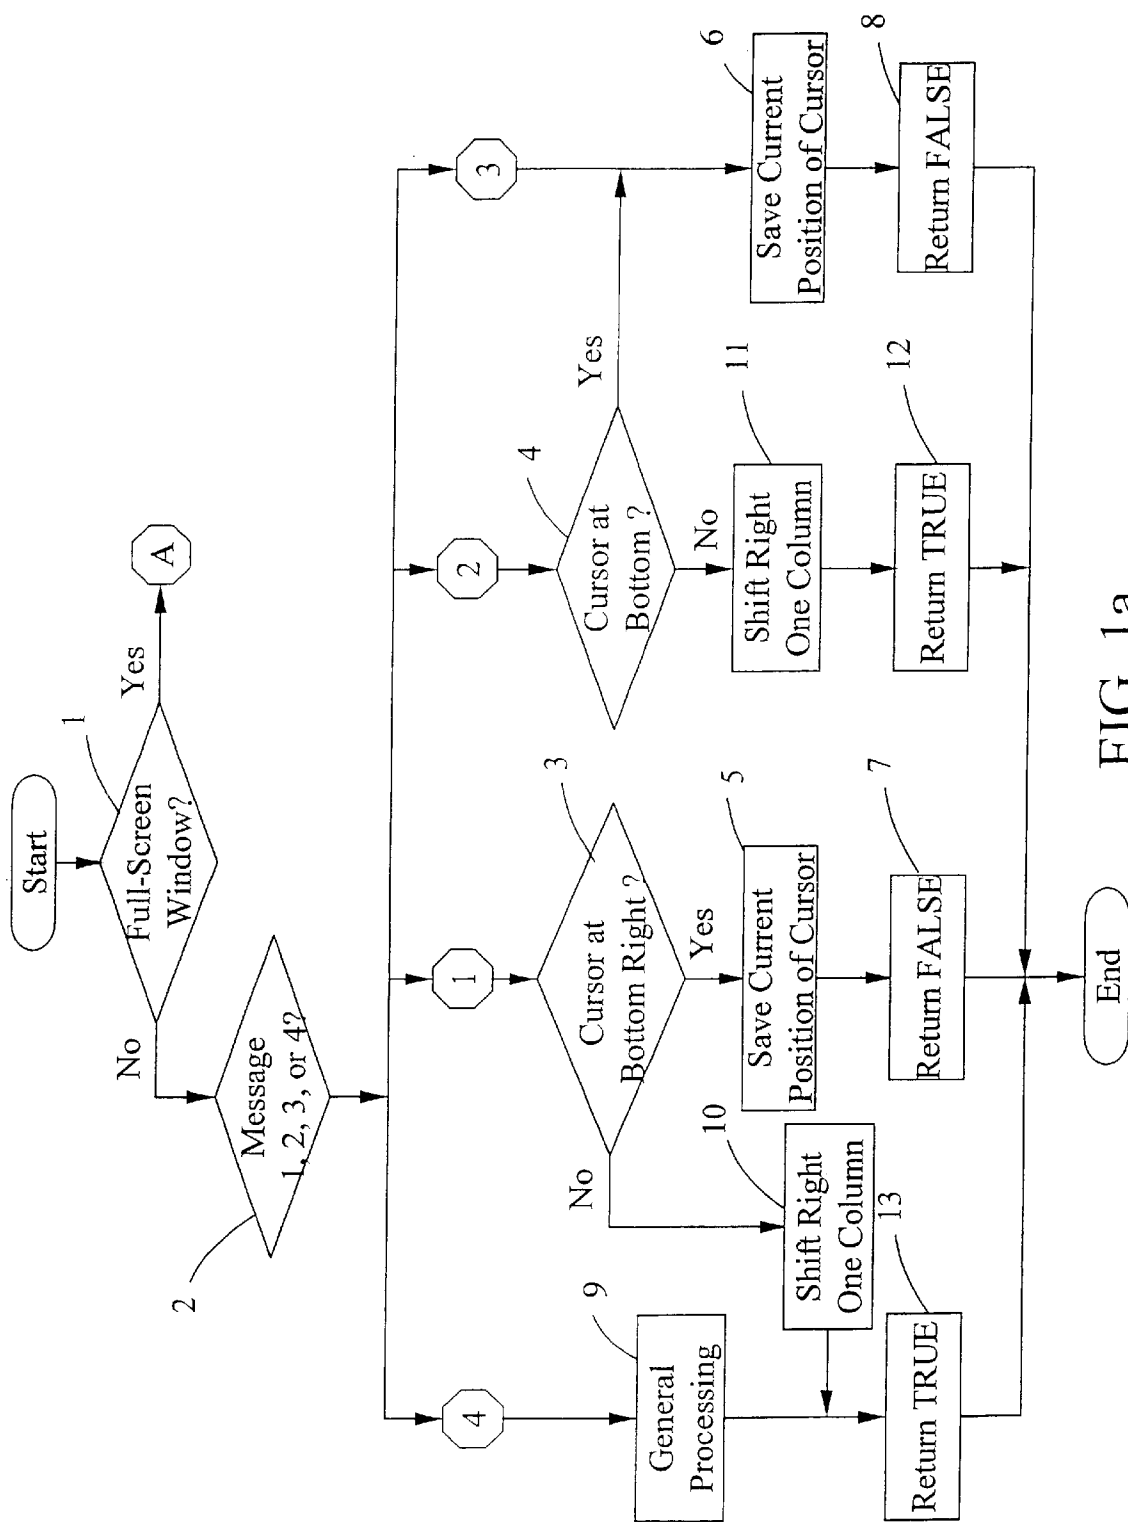 Start
1
Full-Screen
Window?
Yes
A
No
2
Message
1, 2, 3, or 4?
4
1
2
3
9
General
Processing
3
Cursor at
Bottom Right ?
No
Yes
4
Cursor at
Bottom ?
Yes
No
10
Shift Right
One Column
5
Save Current
Position of Cursor
11
Shift Right
One Column
6
Save Current
Position of Cursor
13
Return TRUE
7
Return FALSE
12
Return TRUE
8
Return FALSE
End
FIG. 1a